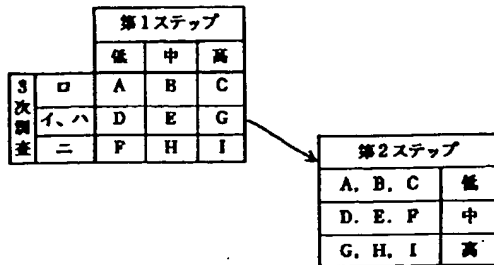 第1ステップ
低 中 高
3次調査
ロ A B C
イ、ハ D E G
ニ F H I
第2ステップ
A, B, C 低
D. E. F 中
G, H, I 高